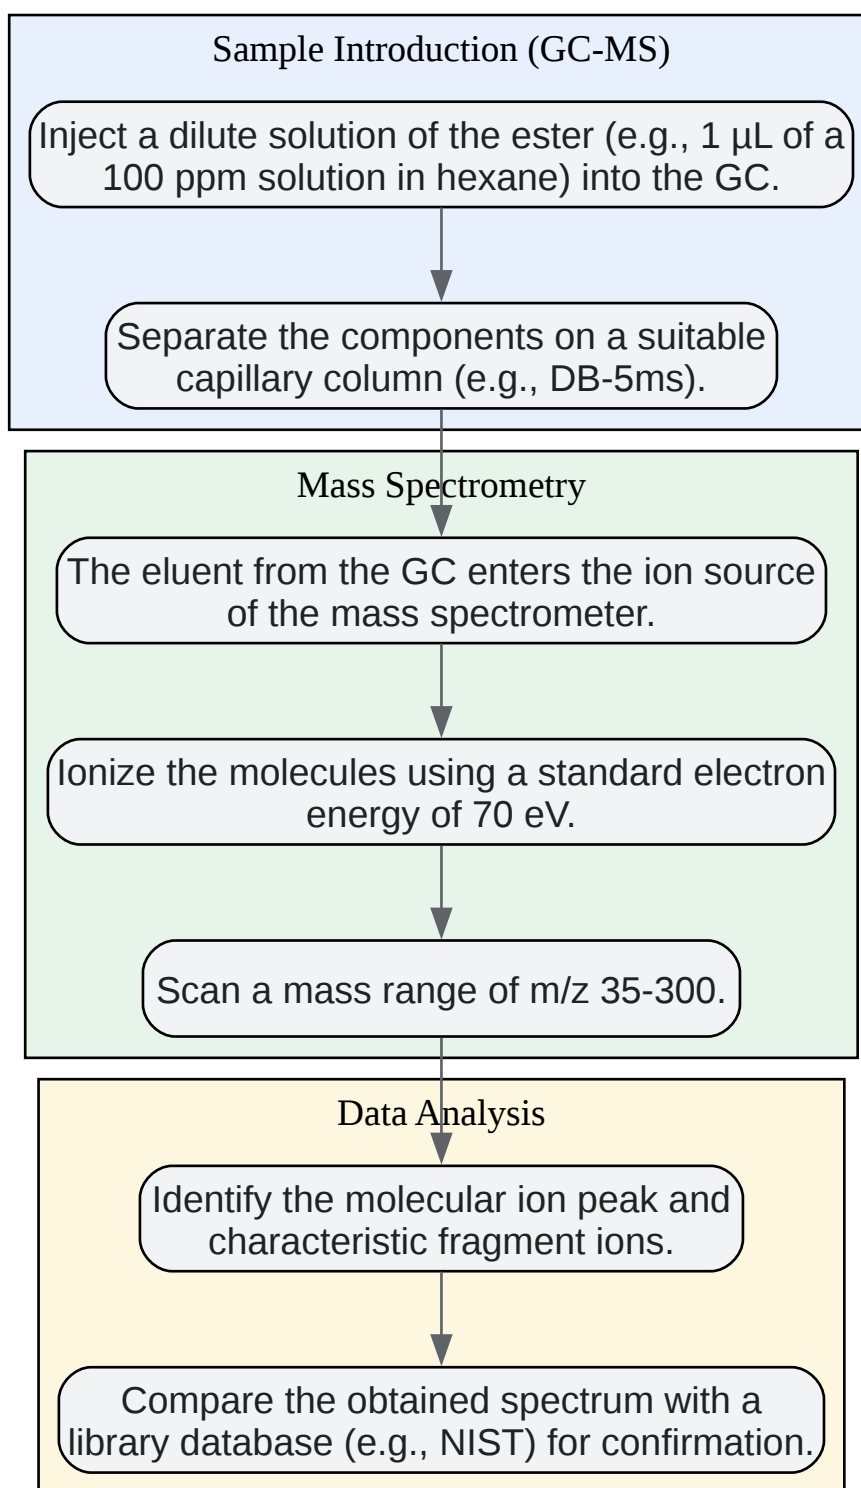 Sample Introduction (GC-MS)
Inject a dilute solution of the ester (e.g., 1 µL of a
100 ppm solution in hexane) into the GC.
Separate the components on a suitable
capillary column (e.g., DB-5ms).
Mass Spectrometry
The eluent from the GC enters the ion source
of the mass spectrometer.
Ionize the molecules using a standard electron
energy of 70 eV.
Scan a mass range of m/z 35-300.
Data Analysis
Identify the molecular ion peak and
characteristic fragment ions.
Compare the obtained spectrum with a
library database (e.g., NIST) for confirmation.